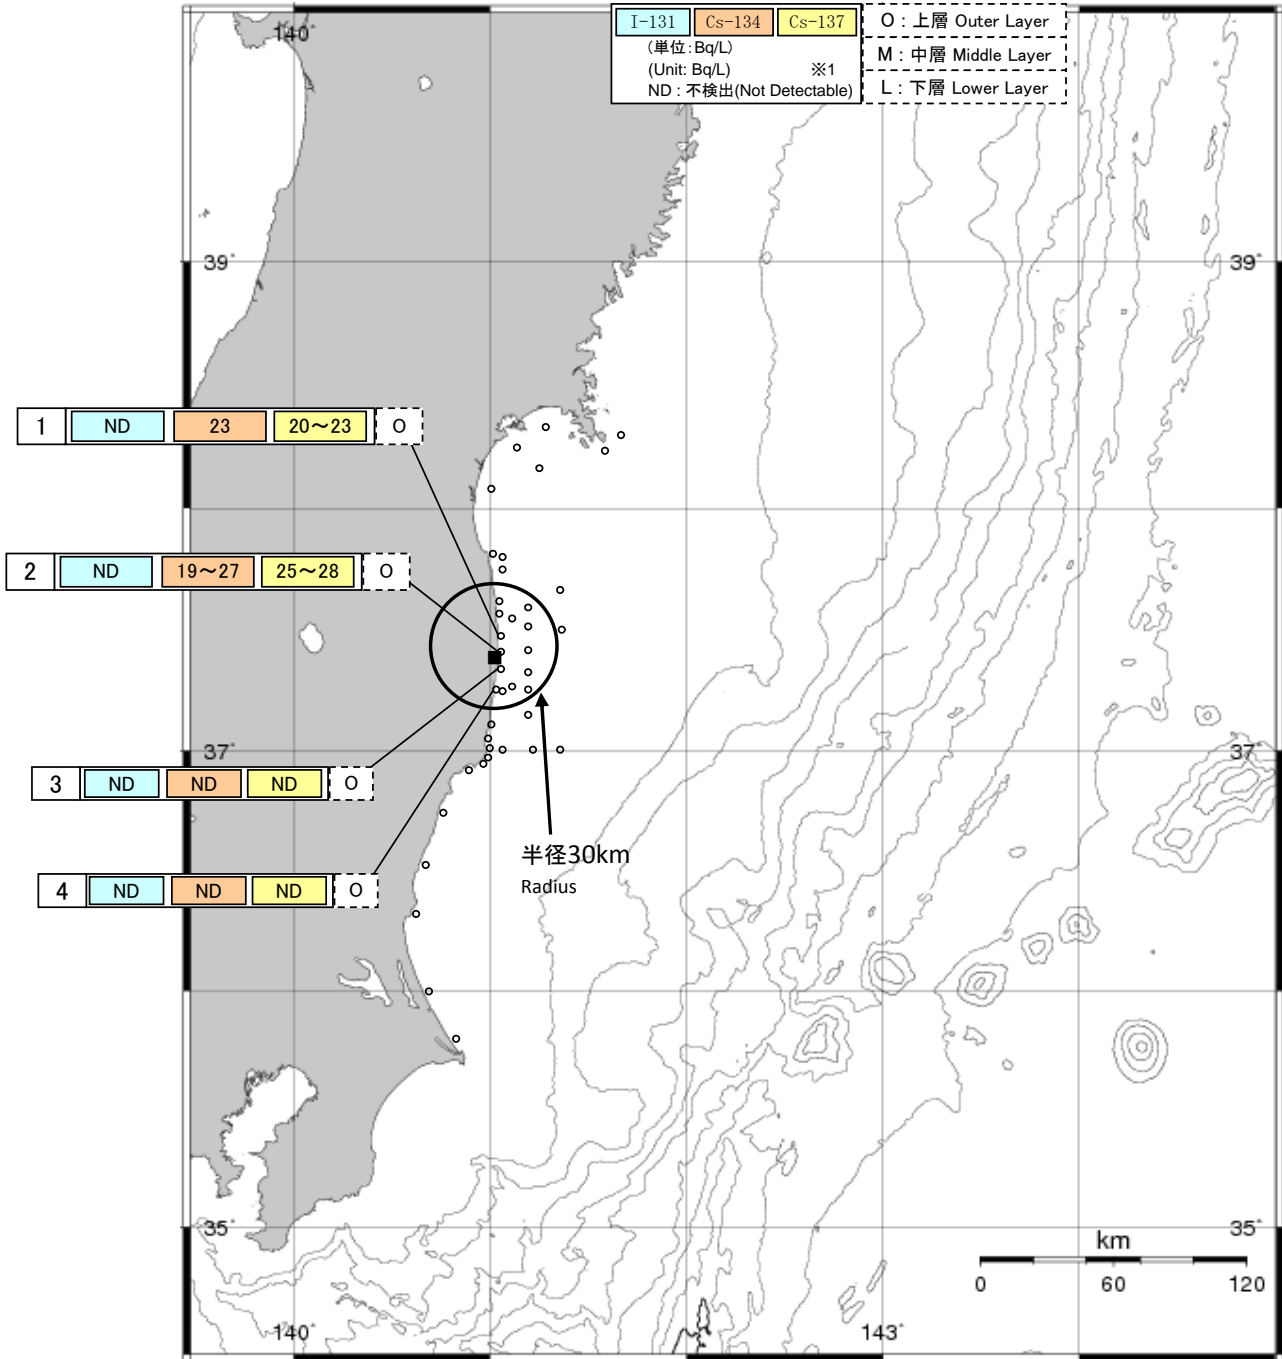 I-131 Cs-134 Cs-137
(単位:Bq/L)
(Unit: Bq/L) ※1
ND : 不検出(Not Detectable)
O : 上層 Outer Layer
M : 中層 Middle Layer
L : 下層 Lower Layer
140°
39° 39°
1 ND 23 20～23 O
2 ND 19～27 25～28 O
37° 37°
3 ND ND ND O
半径30km
Radius
4 ND ND ND O
35° 35°
km
0 60 120
140° 143°